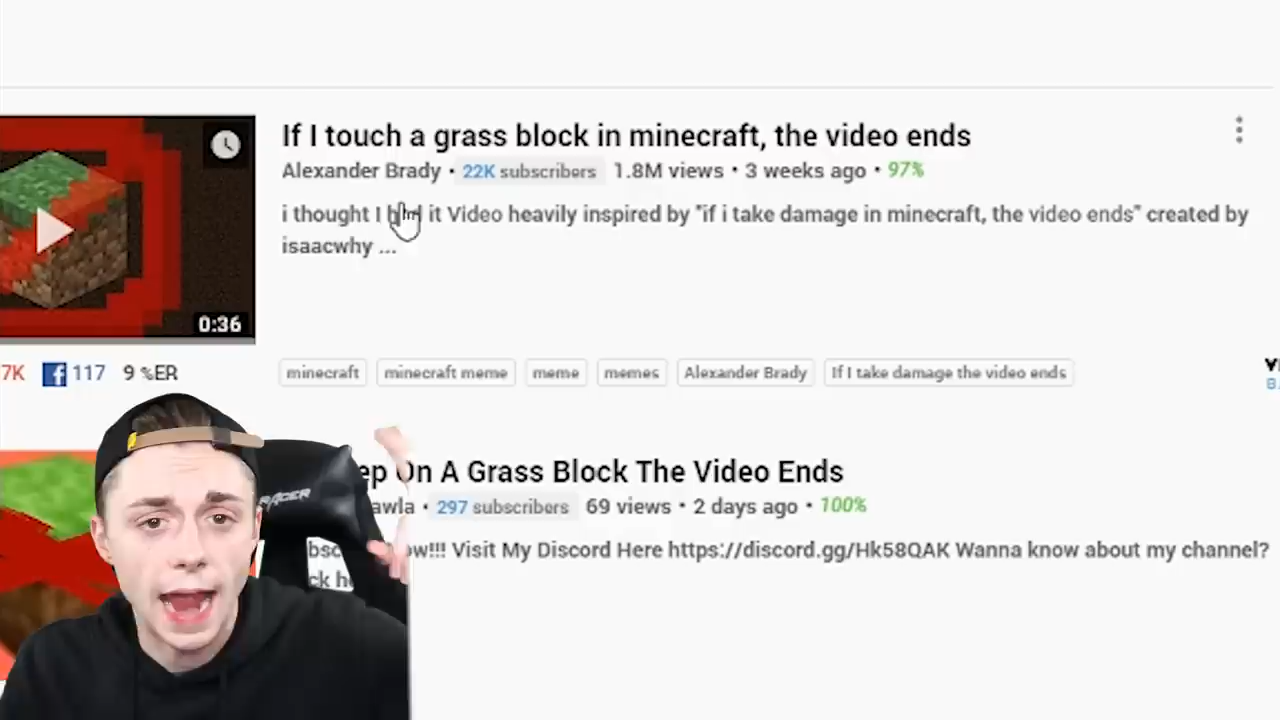 If I touch a grass block in minecraft, the video ends
Alexander Brady • 22K subscribers 1.8M views • 3 weeks ago • 97%
i thought I it Video heavily inspired by "if i take damage in minecraft, the video ends" created by
isaacwhy ...
0:36
7K 117 9 %ER
minecraft minecraft meme meme memes Alexander Brady If I take damage the video ends
On A Grass Block The Video Ends
• 297 subscribers 69 views • 2 days ago • 100%
Visit My Discord Here https://discord.gg/Hk58QAK Wanna know about my channel?
RACER